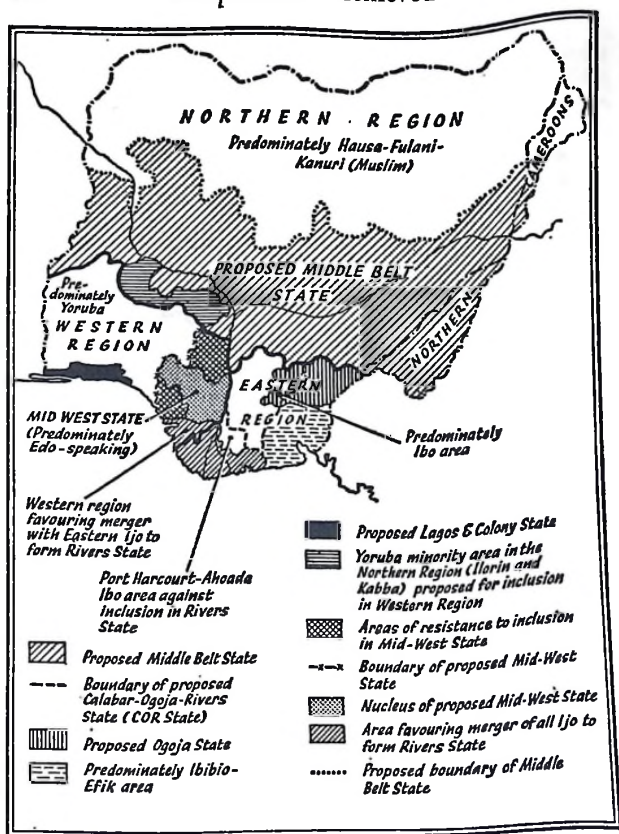 NORTHERN REGION
Predominately Hausa-Fulani-
Kanuri (Muslim)
CAMEROONS
PROPOSED MIDDLE BELT
STATE
Pre-
dominately
Yoruba
WESTERN
REGION
NORTHERN
EASTERN
REGION
MID WEST STATE
(Predominately
Edo-speaking)
Predominately
Ibo area
Western region
favouring merger
with Eastern Ijo to
form Rivers State
Port Harcourt-Ahoada
Ibo area against
inclusion in Rivers
State
Proposed Middle Belt State
Boundary of proposed
Calabar-Ogoja-Rivers
State (COR State)
Proposed Ogoja State
Predominately Ibibio-
Efik area
Proposed Lagos & Colony State
Yoruba minority area in the
Northern Region (Ilorin and
Kabba) proposed for inclusion
in Western Region
Areas of resistance to inclusion
in Mid-West State
Boundary of proposed Mid-West
State
Nucleus of proposed Mid-West State
Area favouring merger of all Ijo to
form Rivers State
Proposed boundary of Middle
Belt State